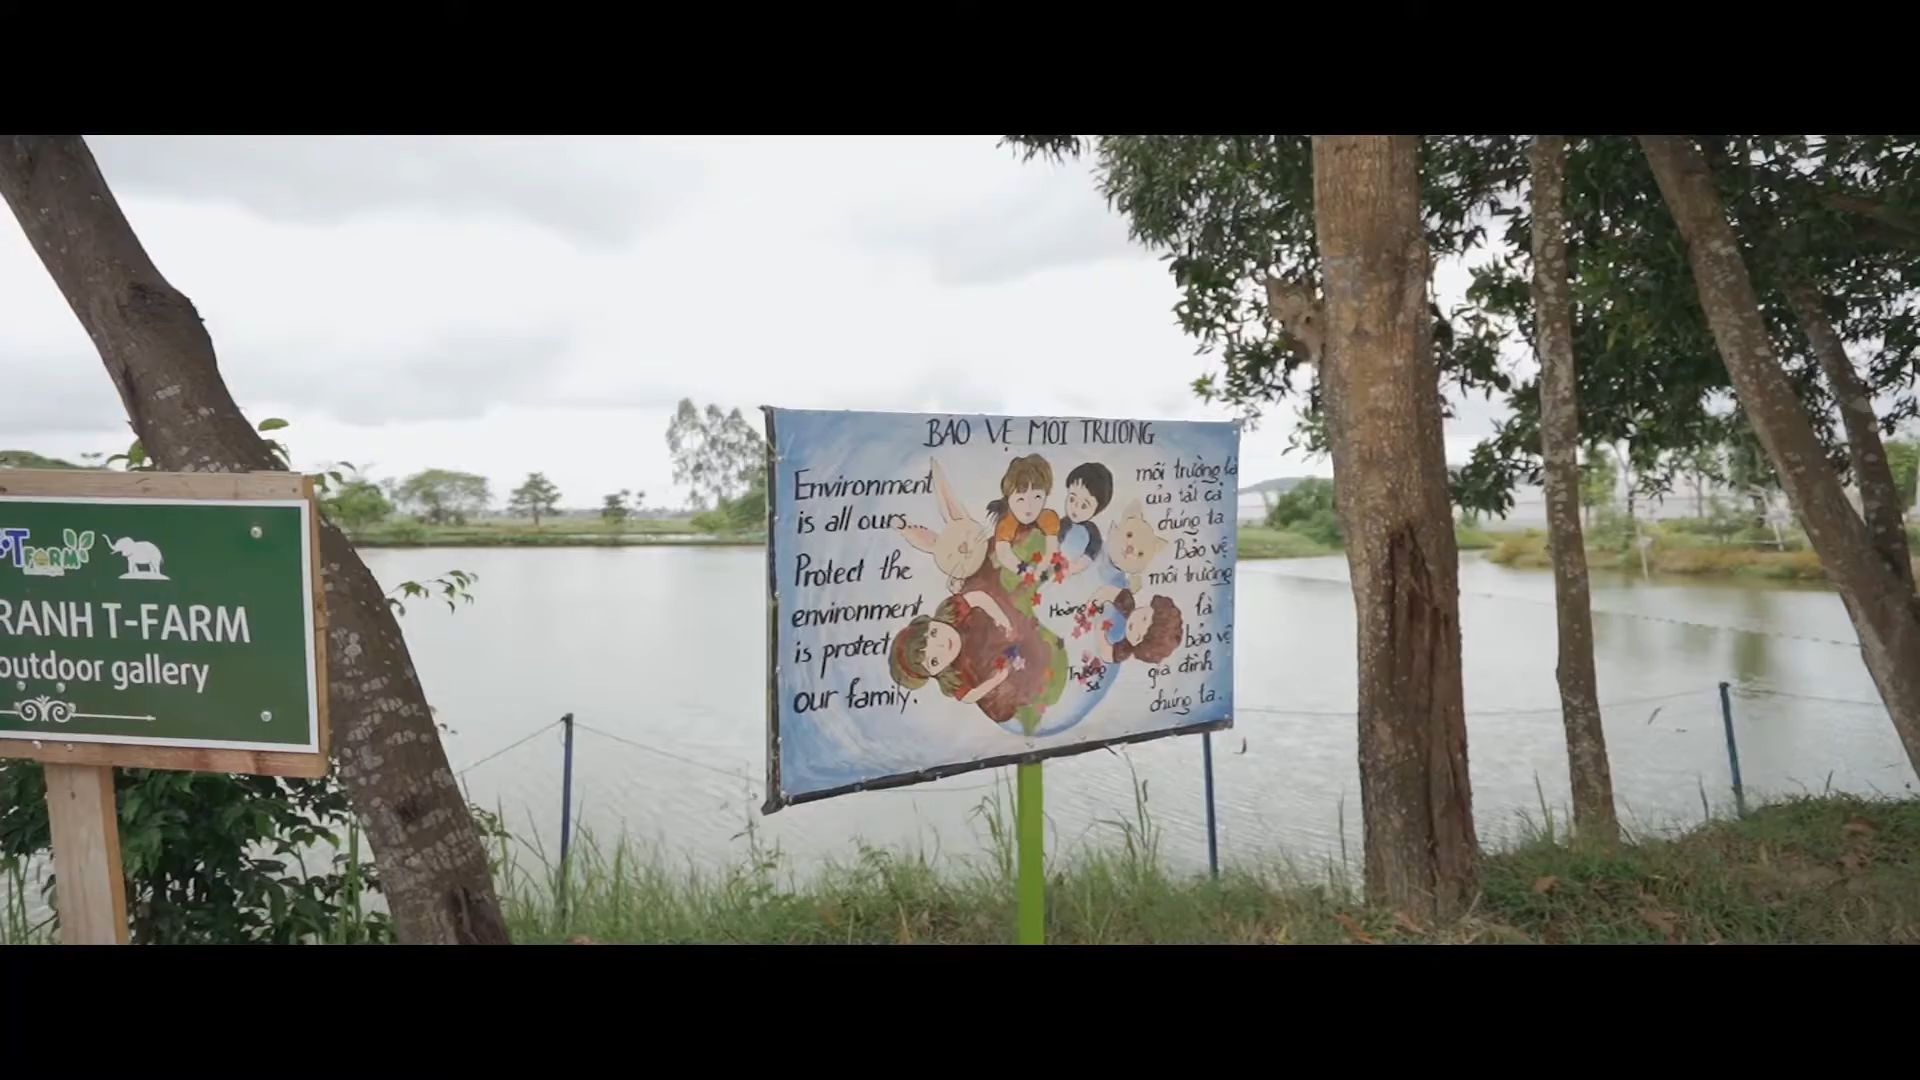 TFARM
RANH T-FARM
outdoor gallery
BẢO VỆ MÔI TRƯỜNG
Environment
is all ours...
Protect the
environment
is protect
our family.
môi trường là
của tất cả
chúng ta
Bảo vệ
môi trường
là
bảo vệ
gia đình
chúng ta.
Hoàng Sa
Trường
Sa